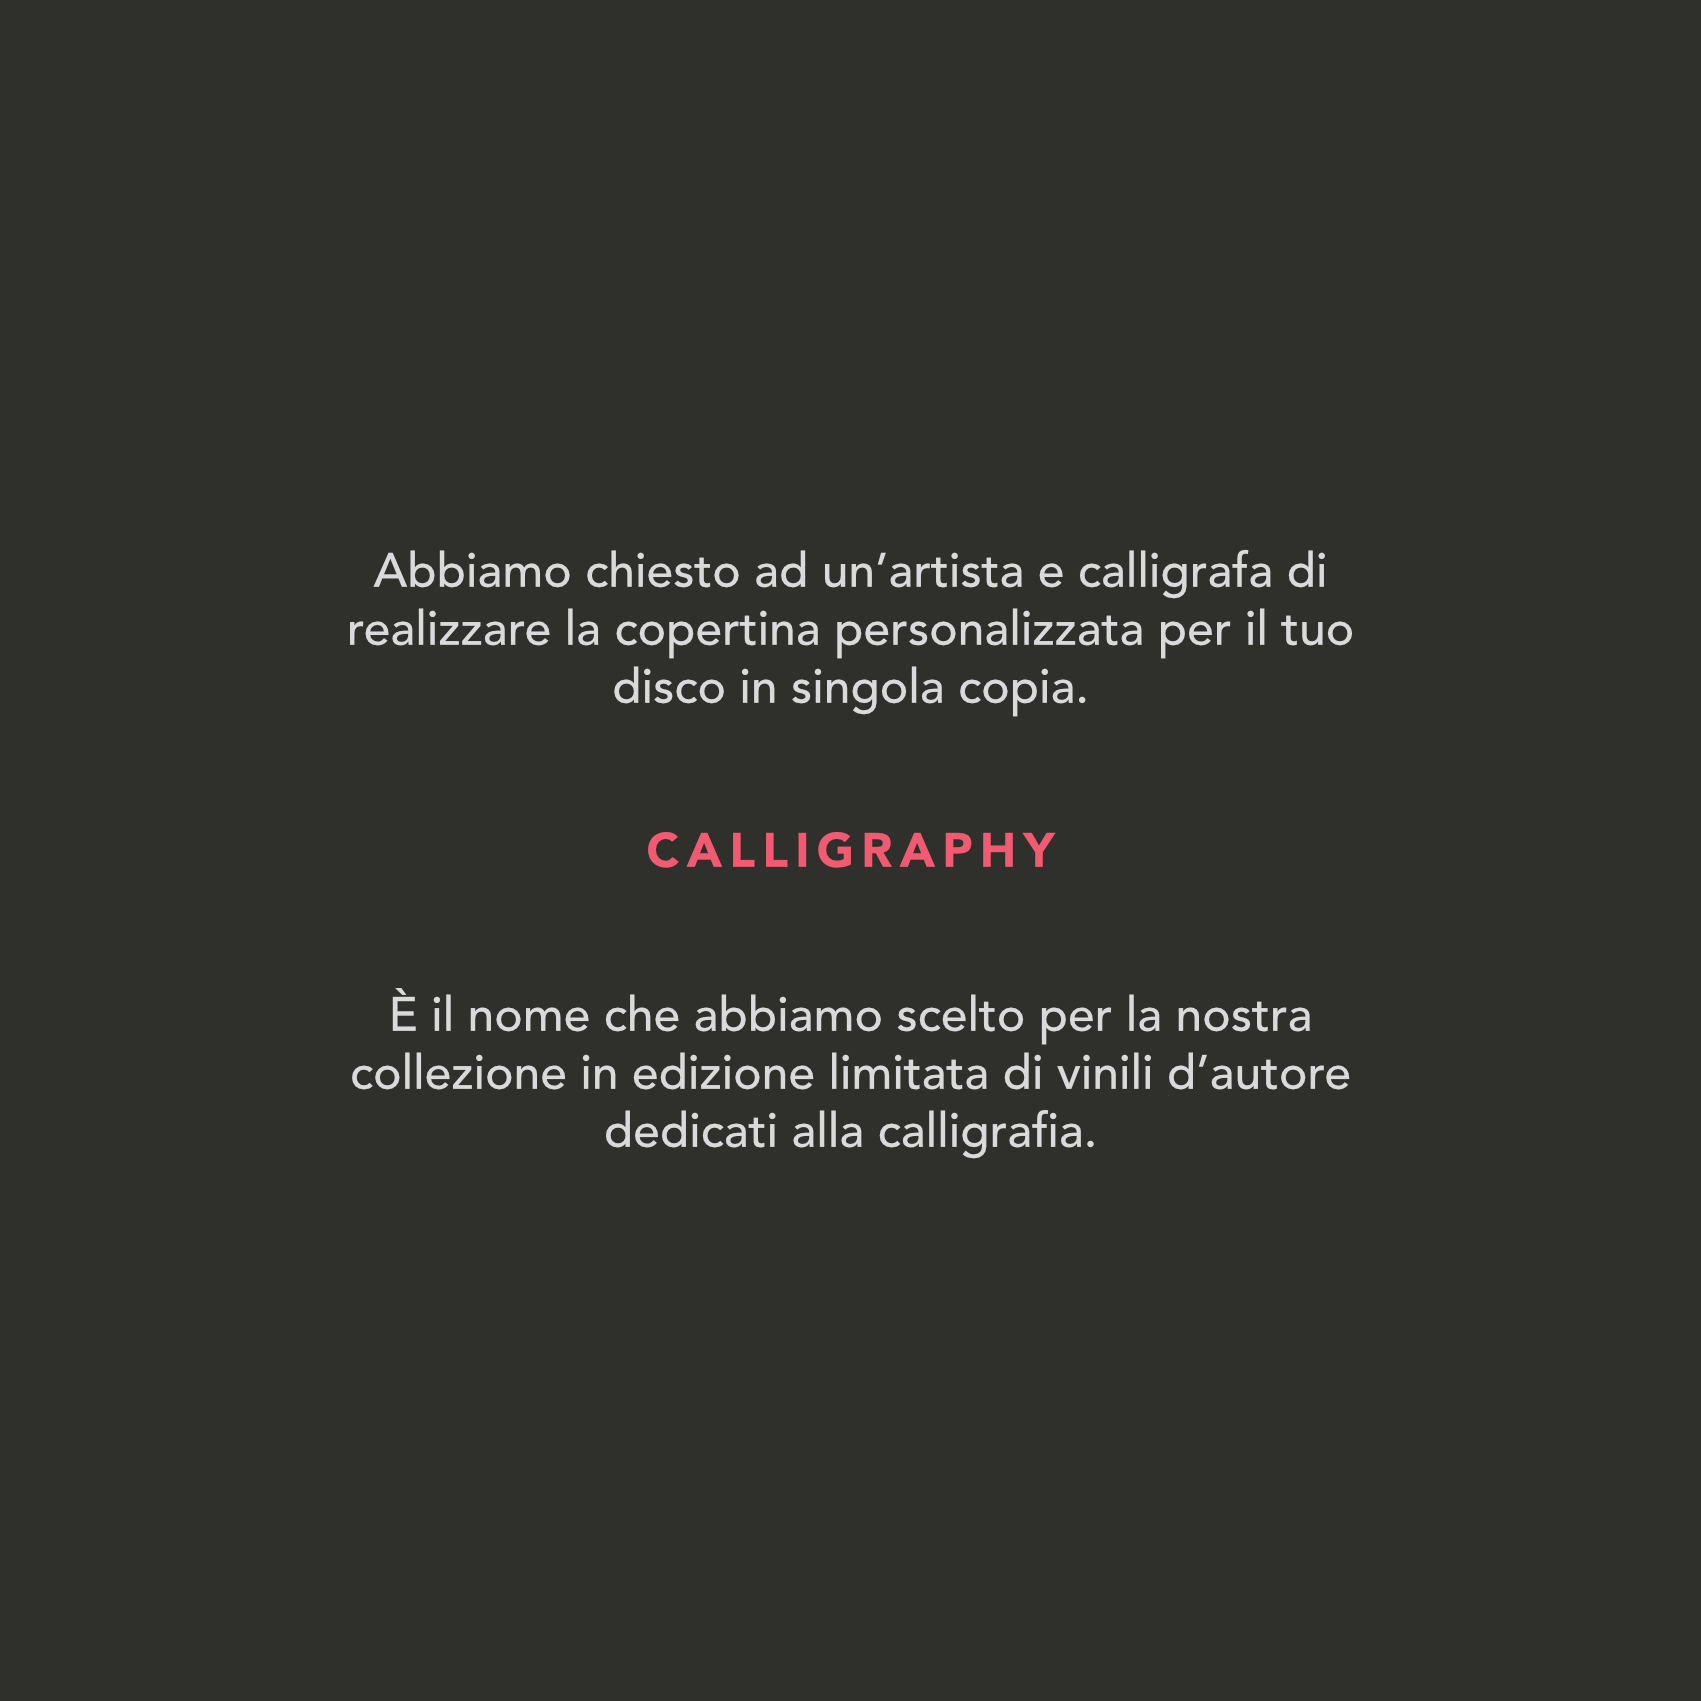 Abbiamo chiesto ad un’artista e calligrafa di
realizzare la copertina personalizzata per il tuo
disco in singola copia.
CALLIGRAPHY
È il nome che abbiamo scelto per la nostra
collezione in edizione limitata di vinili d’autore
dedicati alla calligrafia.